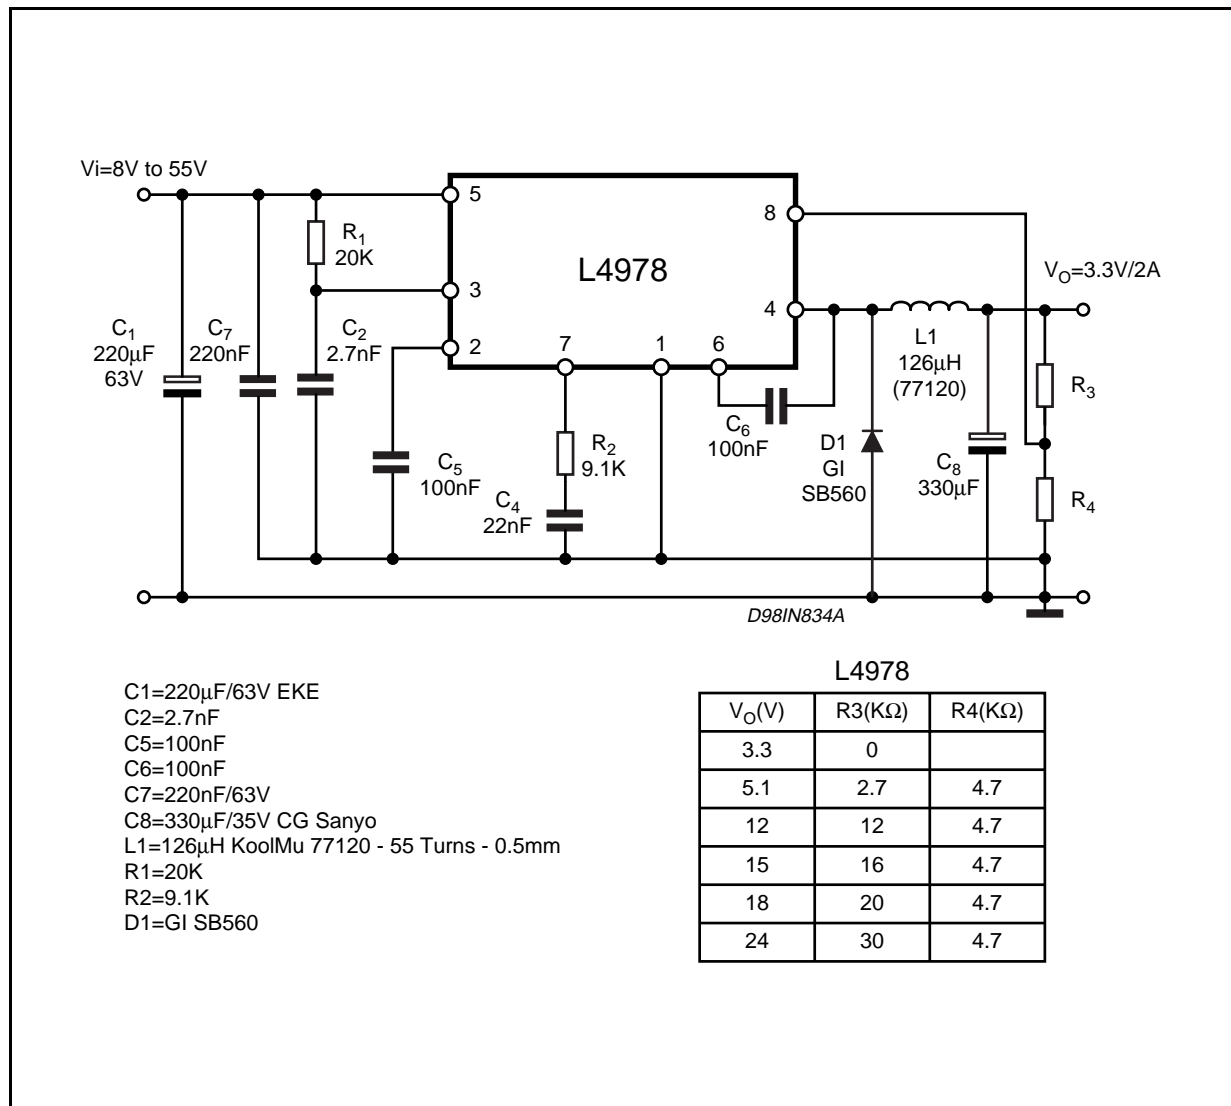 Vi=8V to 55V
5
8
R1
20K
L4978
VO=3.3V/2A
3
4
C1
220μF
63V
C7
220nF
C2
2.7nF
2
7
1
6
L1
126μH
(77120)
R3
C6
100nF
R2
9.1K
D1
GI
SB560
C5
100nF
C8
330μF
C4
22nF
R4
D98IN834A
C1=220μF/63V EKE
C2=2.7nF
C5=100nF
C6=100nF
C7=220nF/63V
C8=330μF/35V CG Sanyo
L1=126μH KoolMu 77120 - 55 Turns - 0.5mm
R1=20K
R2=9.1K
D1=GI SB560
L4978
VO(V) R3(KΩ) R4(KΩ)
3.3 0
5.1 2.7 4.7
12 12 4.7
15 16 4.7
18 20 4.7
24 30 4.7